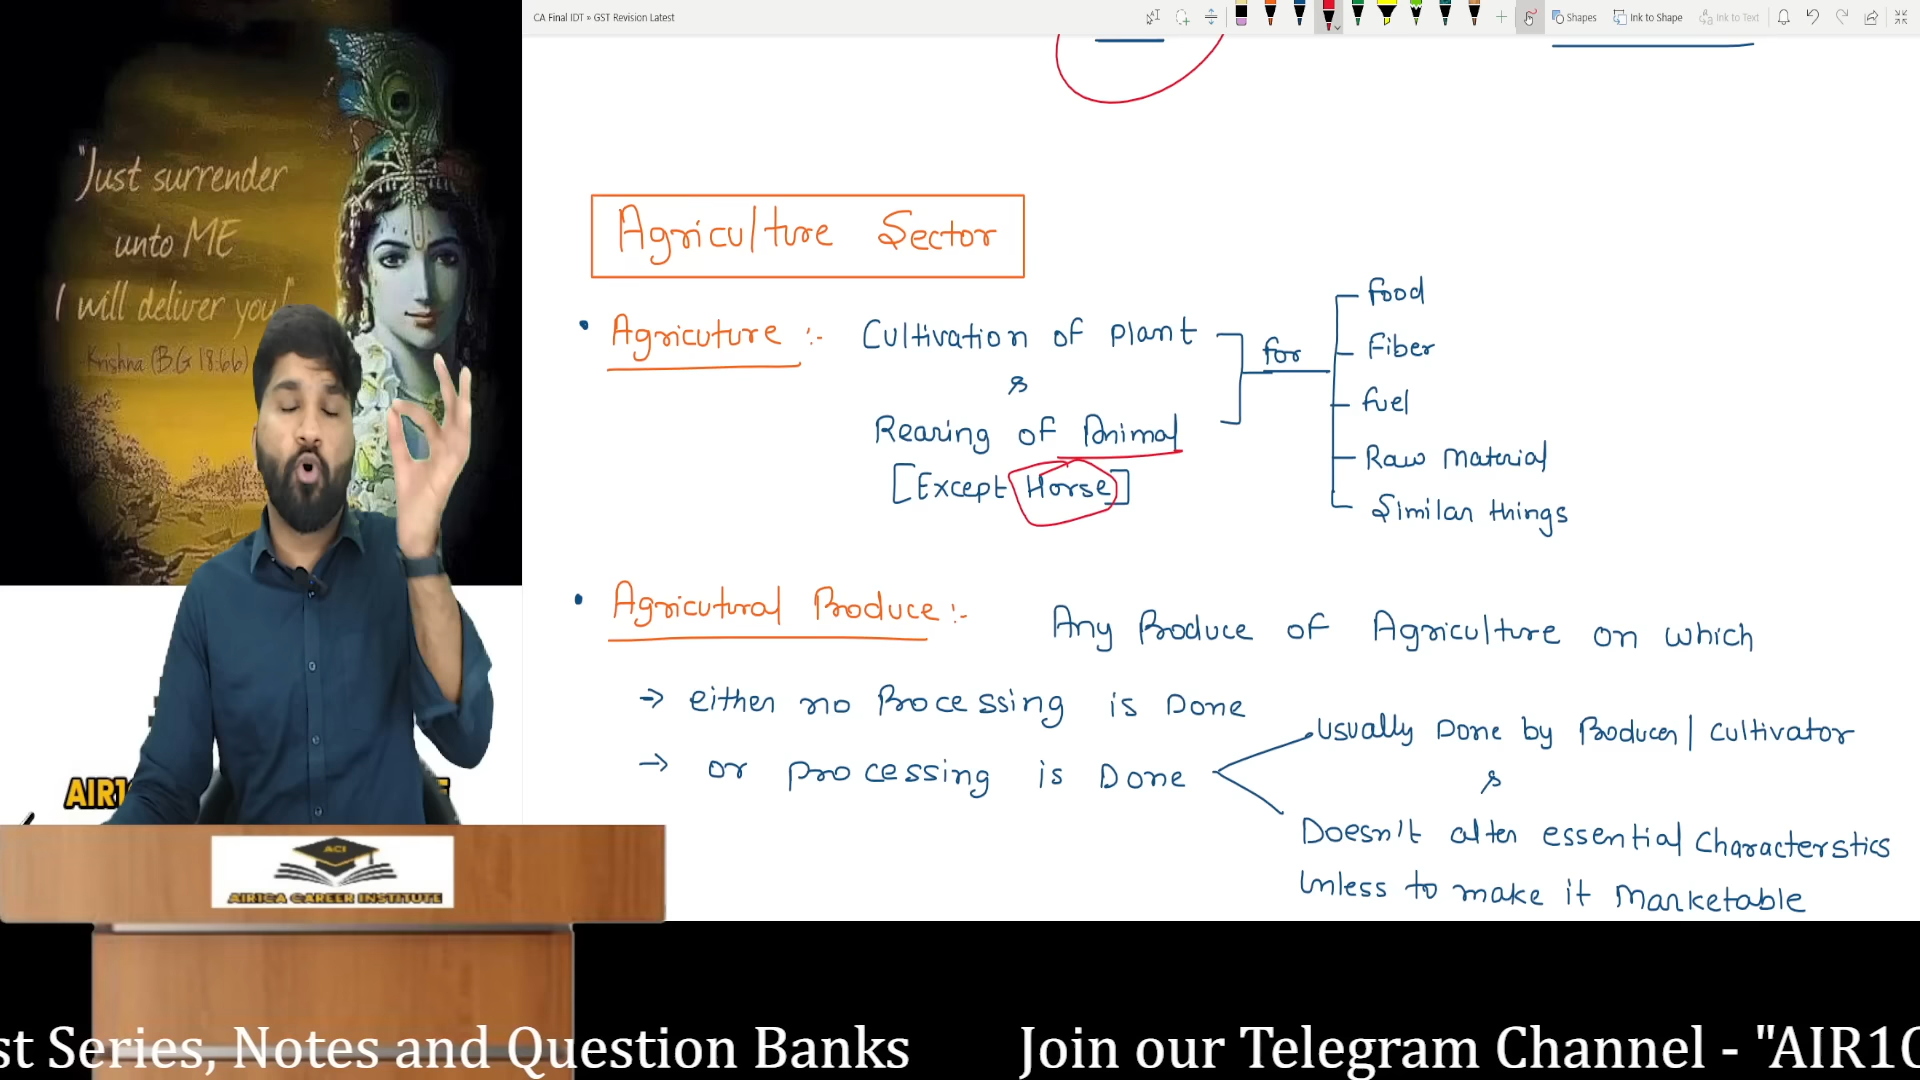 CA Final IDT » GST Revision Latest
Shapes
Ink to Shape
Ink to Text
"Just surrender
unto ME
I will deliver you!"
-Krishna (B.G 18:66)
Agriculture Sector
• Agricuture :- Cultivation of plant
&
Rearing of Animal
[Except Horse]
for
Food
Fiber
fuel
Raw Material
Similar things
• Agricutural Produce :- Any Produce of Agriculture on which
→ either no Processing is Done
→ or processing is Done
usually Done by Producer/ cultivator
&
Doesn't alter essential Characterstics
Unless to make it Marketable
AIR1
ACI
AIR1CA CAREER INSTITUTE
st Series, Notes and Question Banks
Join our Telegram Channel - "AIR1C